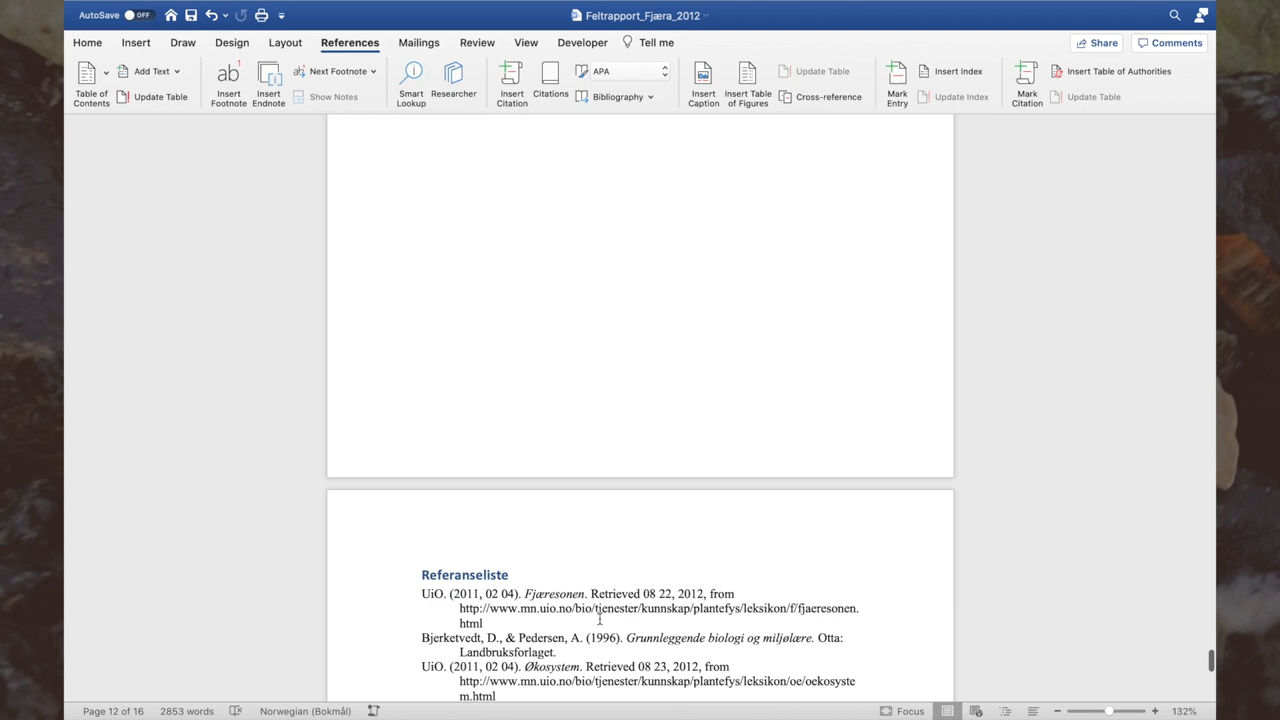 AutoSave OFF
Feltrapport_Fjæra_2012
Home Insert Draw Design Layout References Mailings Review View Developer Tell me
Share Comments
Table of Contents
Add Text
Update Table
Insert Footnote
Insert Endnote
Next Footnote
Show Notes
Smart Lookup
Researcher
Insert Citation
Citations
APA
Bibliography
Insert Caption
Insert Table of Figures
Update Table
Cross-reference
Mark Entry
Insert Index
Update Index
Mark Citation
Insert Table of Authorities
Update Table
Referanseliste
UiO. (2011, 02 04). Fjæresonen. Retrieved 08 22, 2012, from
http://www.mn.uio.no/bio/tjenester/kunnskap/plantefys/leksikon/f/fjaeresonen.
html
Bjerketvedt, D., & Pedersen, A. (1996). Grunnleggende biologi og miljølære. Otta:
Landbruksforlaget.
UiO. (2011, 02 04). Økosystem. Retrieved 08 23, 2012, from
http://www.mn.uio.no/bio/tjenester/kunnskap/plantefys/leksikon/oe/oekosyste
m.html
Page 12 of 16 2853 words Norwegian (Bokmål) Focus 132%